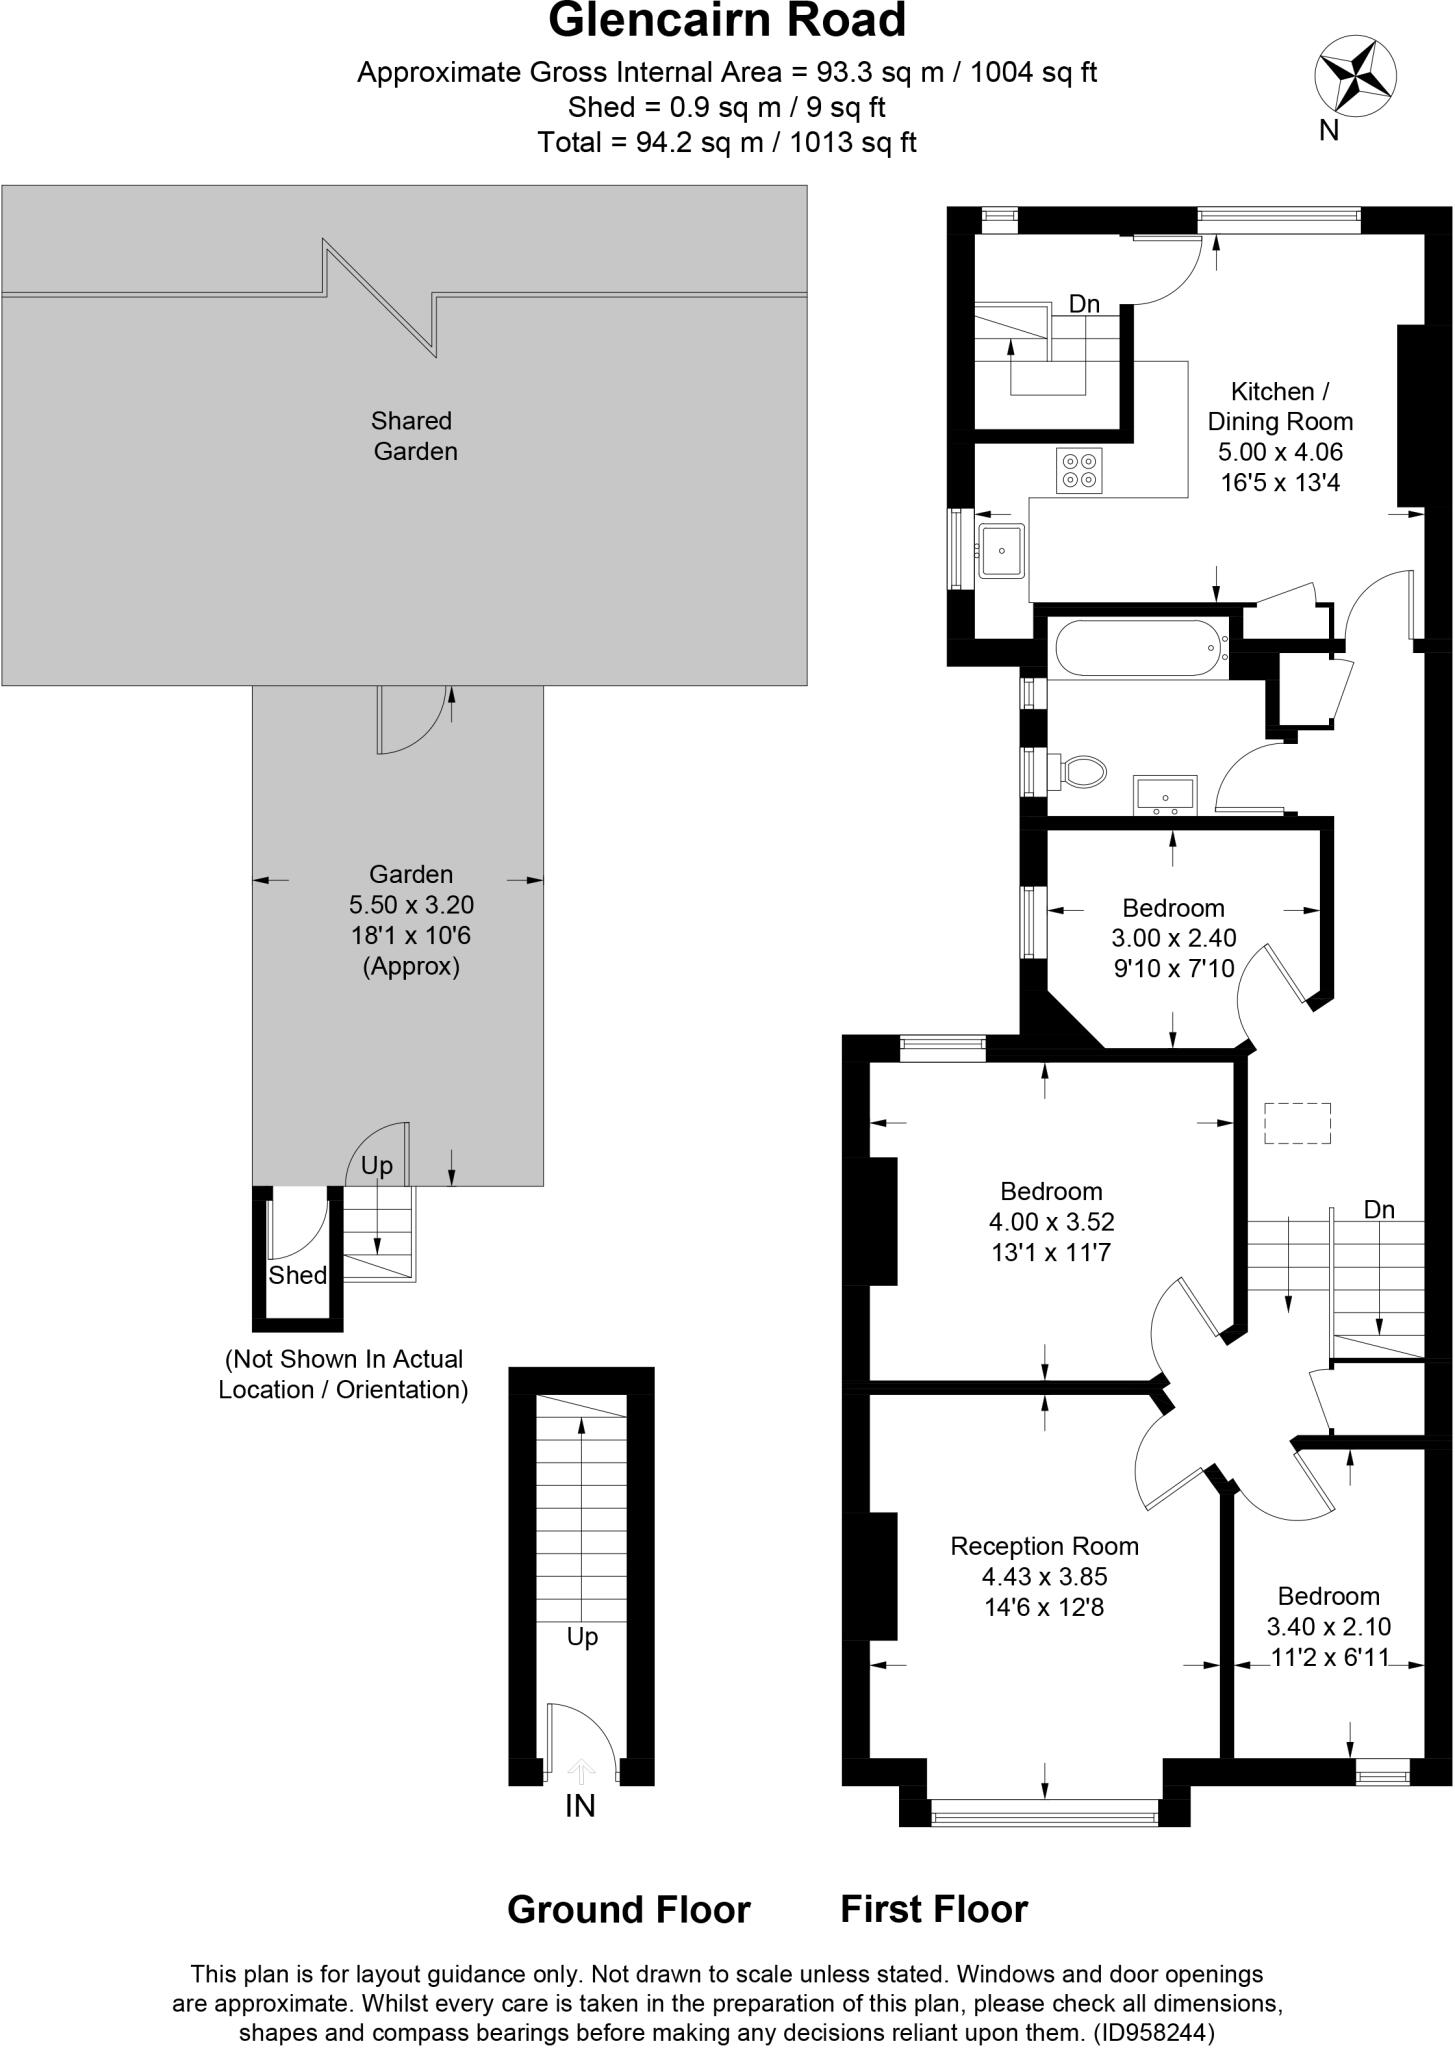 Glencairn Road
Approximate Gross Internal Area = 93.3 sq m / 1004 sq ft
Shed = 0.9 sq m / 9 sq ft
Total = 94.2 sq m / 1013 sq ft
N
Shared
Garden
Garden
5.50 x 3.20
18'1 x 10'6
(Approx)
Up
Shed
(Not Shown In Actual
Location / Orientation)
Up
IN
Ground Floor
Dn
Kitchen /
Dining Room
5.00 x 4.06
16'5 x 13'4
Bedroom
3.00 x 2.40
9'10 x 7'10
Bedroom
4.00 x 3.52
13'1 x 11'7
Dn
Reception Room
4.43 x 3.85
14'6 x 12'8
Bedroom
3.40 x 2.10
11'2 x 6'11
First Floor
This plan is for layout guidance only. Not drawn to scale unless stated. Windows and door openings
are approximate. Whilst every care is taken in the preparation of this plan, please check all dimensions,
shapes and compass bearings before making any decisions reliant upon them. (ID958244)